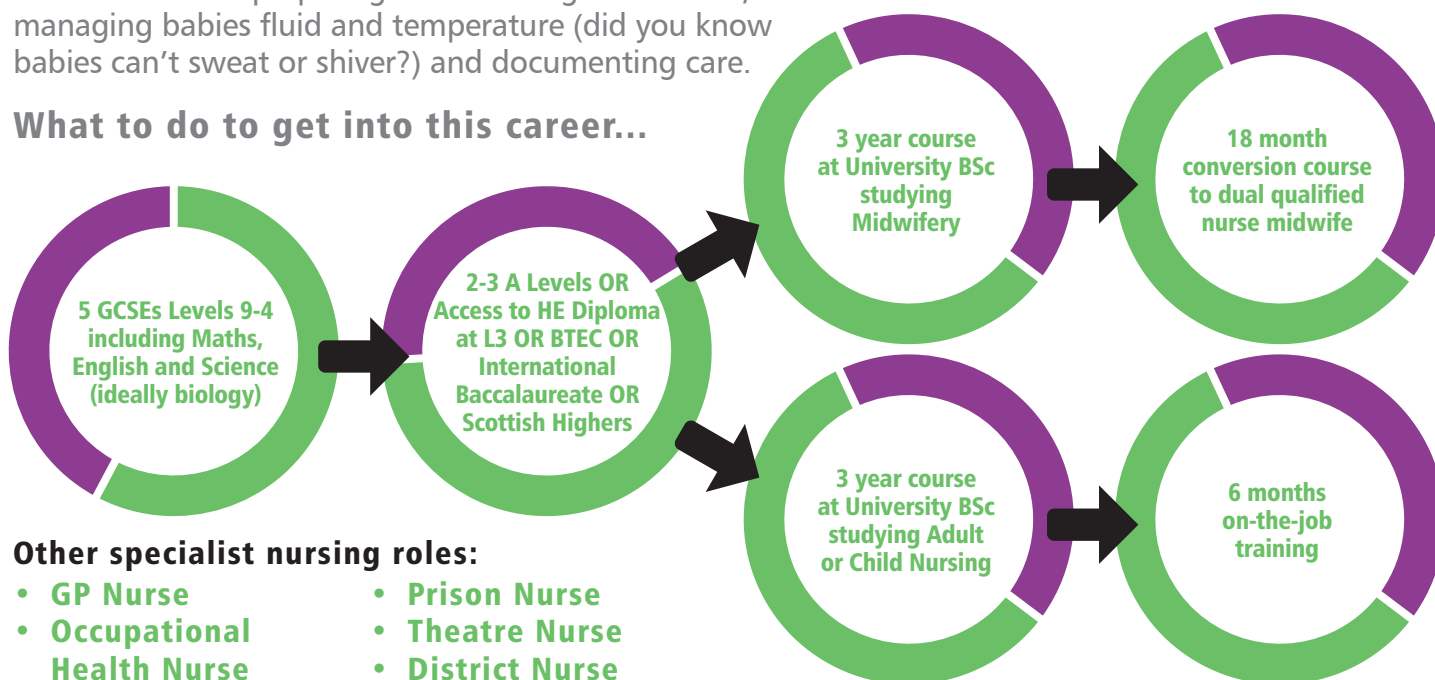 managing babies fluid and temperature (did you know
babies can't sweat or shiver?) and documenting care.
What to do to get into this career...
5 GCSEs Levels 9-4
including Maths,
English and Science
(ideally biology)
2-3 A Levels OR
Access to HE Diploma
at L3 OR BTEC OR
International
Baccalaureate OR
Scottish Highers
3 year course
at University BSc
studying
Midwifery
18 month
conversion course
to dual qualified
nurse midwife
3 year course
at University BSc
studying Adult
or Child Nursing
6 months
on-the-job
training
Other specialist nursing roles:
• GP Nurse
• Occupational
Health Nurse
• Prison Nurse
• Theatre Nurse
• District Nurse